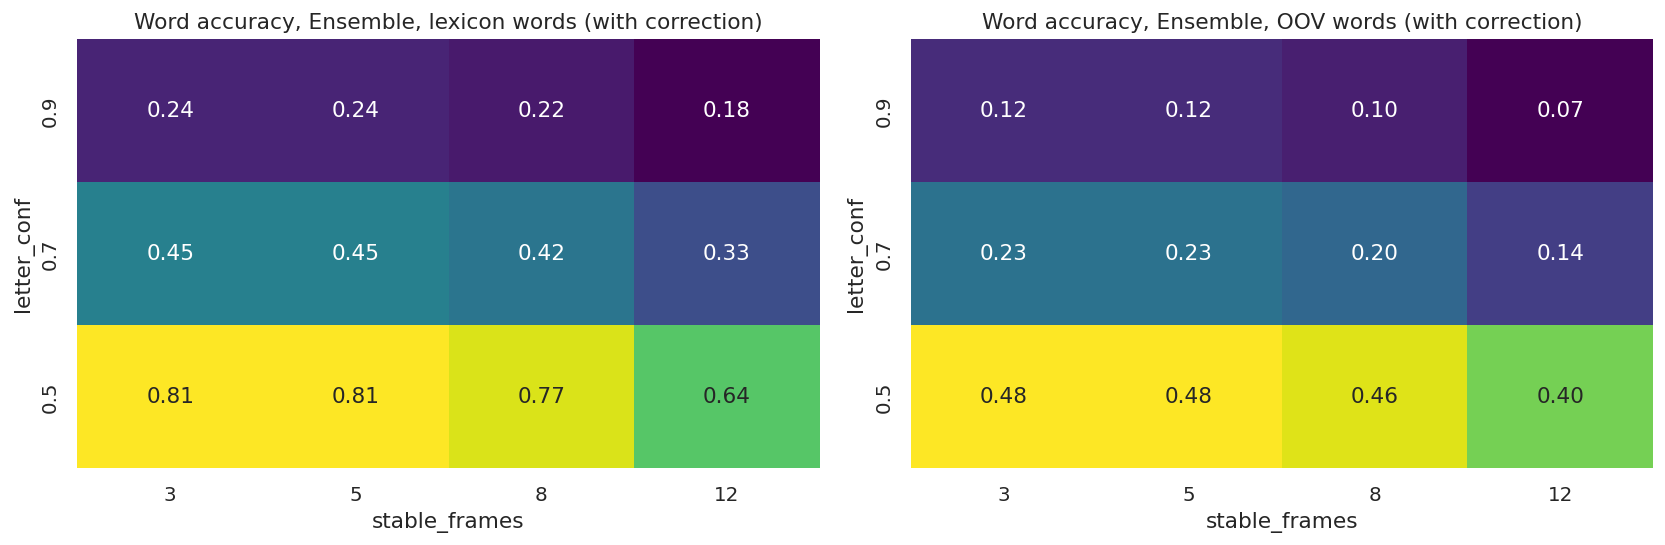 Word accuracy, Ensemble, lexicon words (with correction)
letter_conf
0.9
0.24 0.24 0.22 0.18
0.7
0.45 0.45 0.42 0.33
0.5
0.81 0.81 0.77 0.64
3 5 8 12
stable_frames
Word accuracy, Ensemble, OOV words (with correction)
letter_conf
0.9
0.12 0.12 0.10 0.07
0.7
0.23 0.23 0.20 0.14
0.5
0.48 0.48 0.46 0.40
3 5 8 12
stable_frames